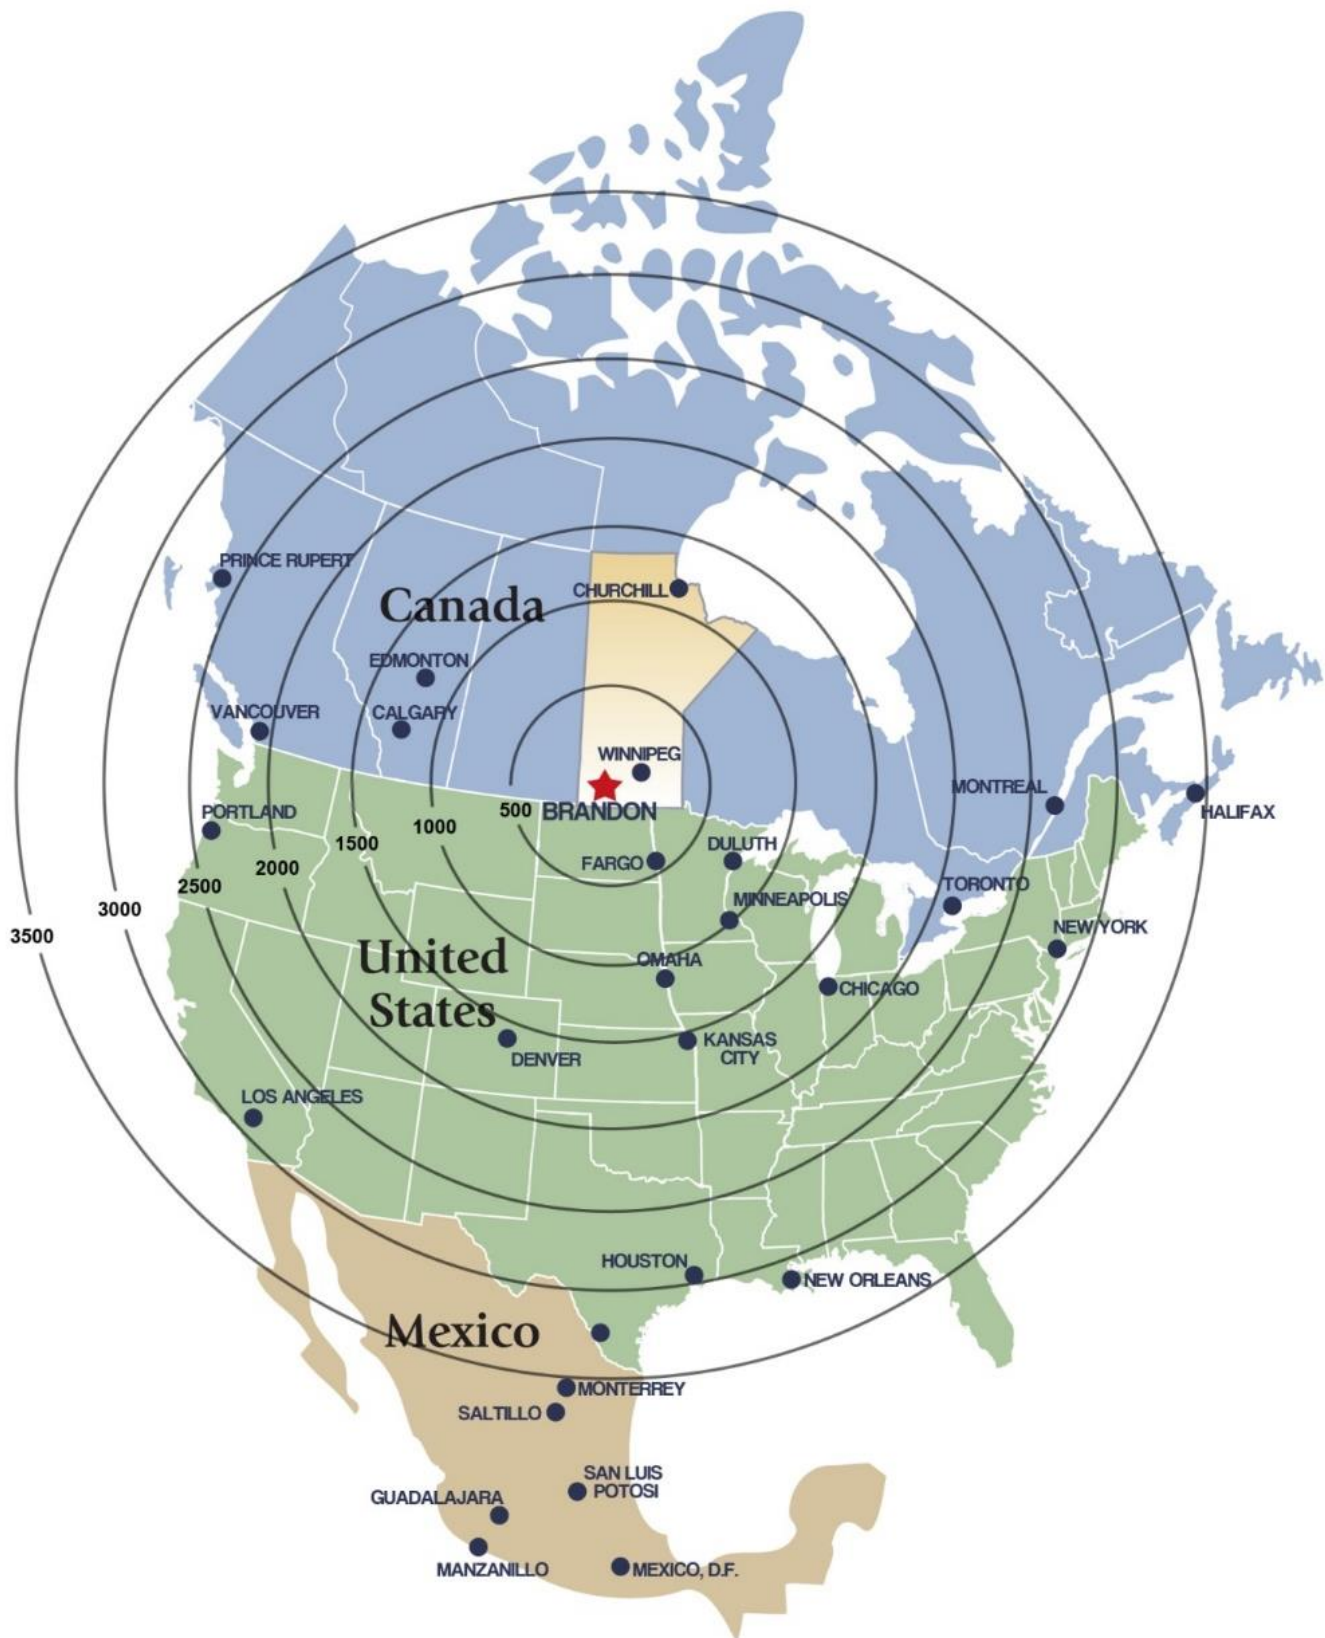 PRINCE RUPERT
CHURCHILL
Canada
EDMONTON
VANCOUVER
CALGARY
WINNIPEG
BRANDON
MONTREAL
HALIFAX
PORTLAND
500
1000
1500
2000
2500
3000
3500
FARGO
DULUTH
MINNEAPOLIS
TORONTO
NEW YORK
United
States
OMAHA
CHICAGO
DENVER
KANSAS
CITY
LOS ANGELES
HOUSTON
NEW ORLEANS
Mexico
MONTERREY
SALTILLO
SAN LUIS
POTOSI
GUADALAJARA
MANZANILLO
MEXICO, D.F.